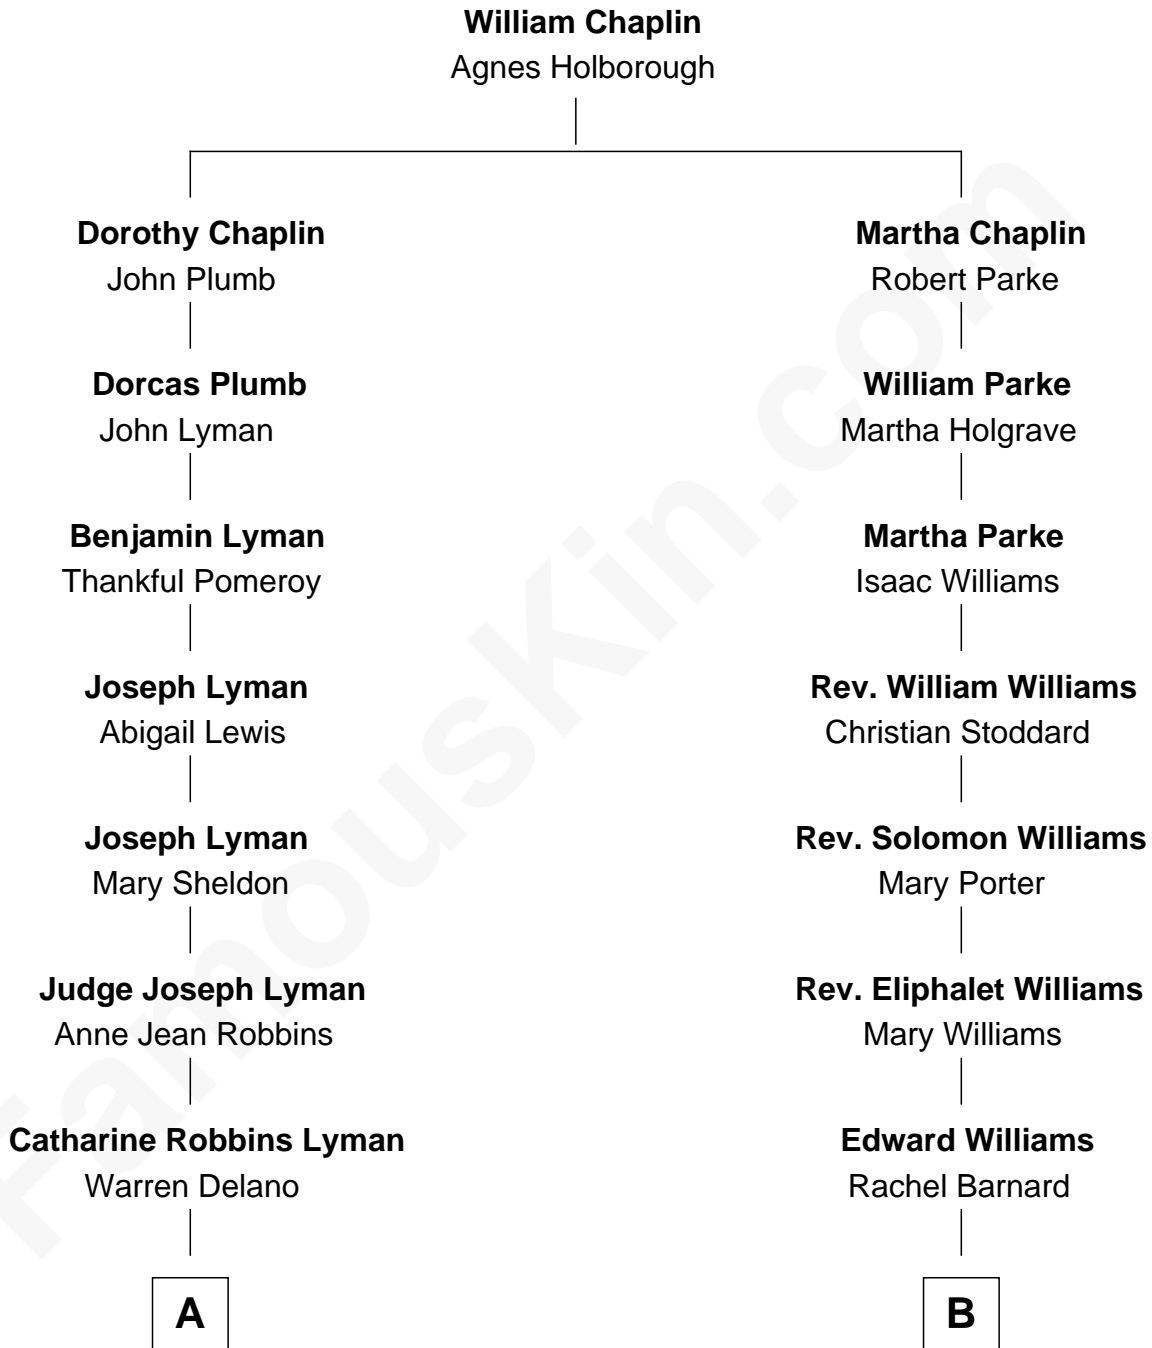 William Chaplin
Agnes Holborough
Dorothy Chaplin
John Plumb
Martha Chaplin
Robert Parke
Dorcas Plumb
John Lyman
William Parke
Martha Holgrave
Benjamin Lyman
Thankful Pomeroy
Martha Parke
Isaac Williams
Joseph Lyman
Abigail Lewis
Rev. William Williams
Christian Stoddard
Joseph Lyman
Mary Sheldon
Rev. Solomon Williams
Mary Porter
Judge Joseph Lyman
Anne Jean Robbins
Rev. Eliphalet Williams
Mary Williams
Catharine Robbins Lyman
Warren Delano
Edward Williams
Rachel Barnard
A
B
FamousKin.com